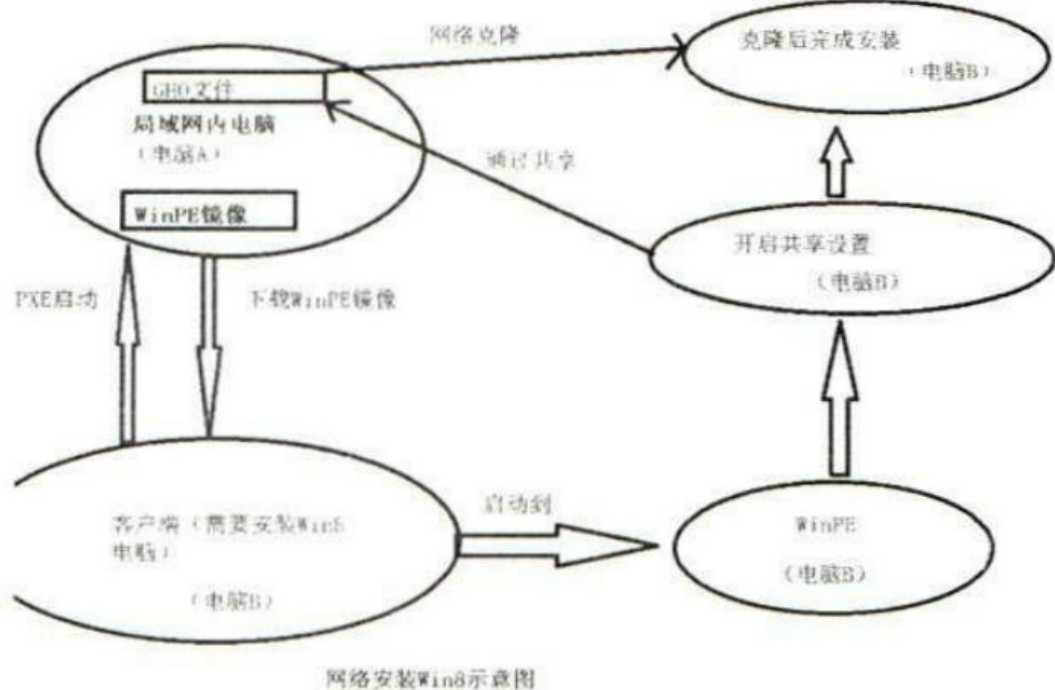 网络克隆
克隆后完成安装
（电脑B）
GHO文件
局域网内电脑
（电脑A）
通过共享
WinPE镜像
开启共享设置
（电脑B）
PXE启动
下载WinPE镜像
启动到
客户端（需要安装Win8
电脑）
（电脑B）
WinPE
（电脑B）
网络安装Win8示意图